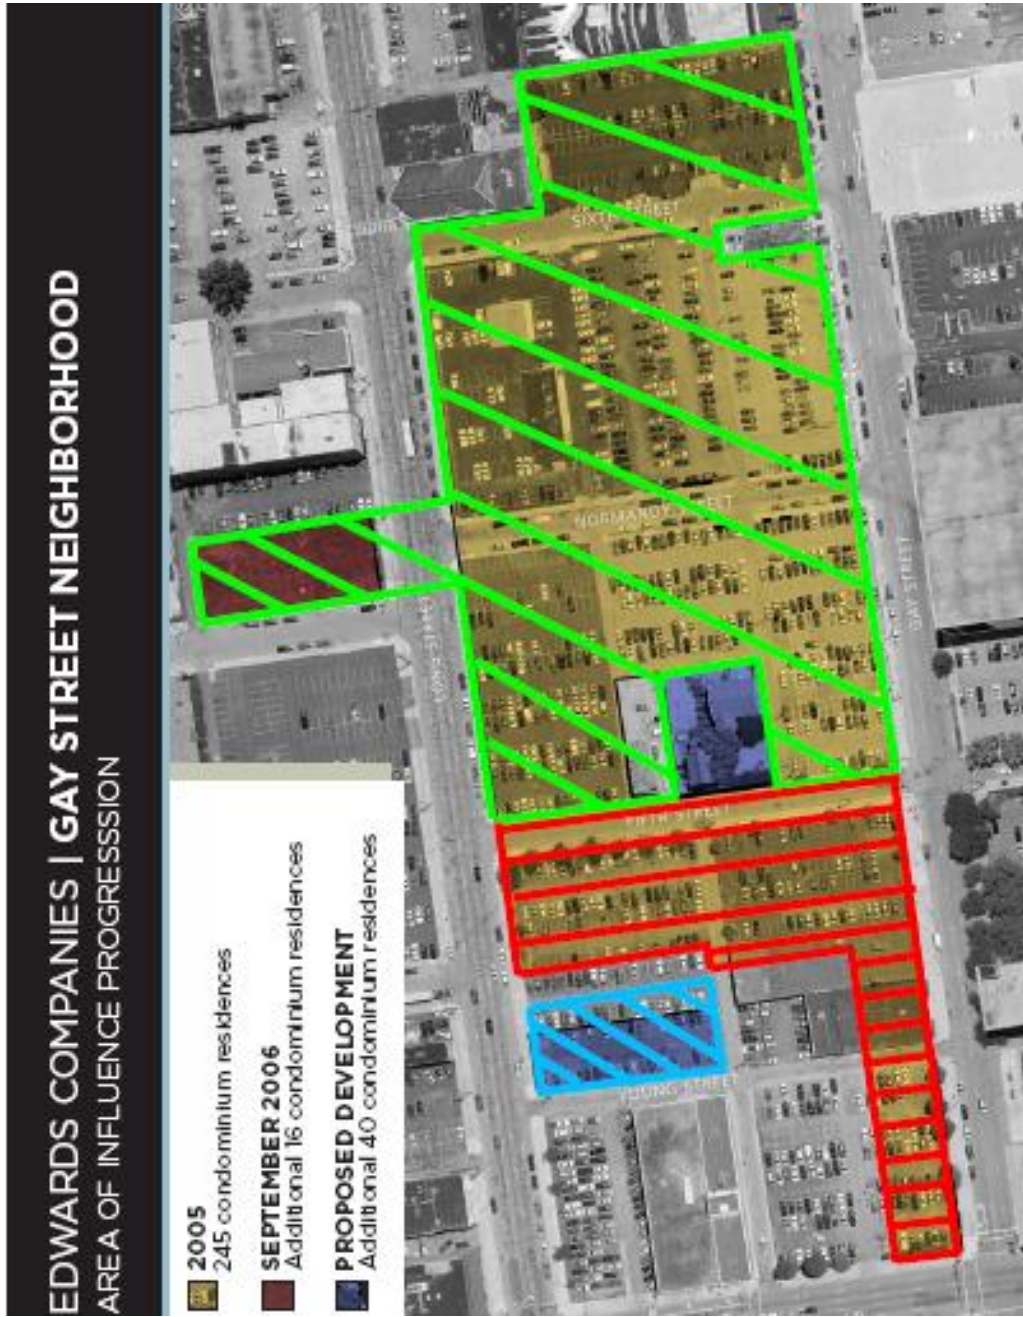 EDWARDS COMPANIES | GAY STREET NEIGHBORHOOD
AREA OF INFLUENCE PROGRESSSION
2005
245 condominium residences
SEPTEMBER 2006
Additional 16 condominium residences
PROPOSED DEVELOPMENT
Additional 40 condominium residences
SIXTH STREET
NORMANDY STREET
GAY STREET
FIFTH STREET
YOUNG STREET